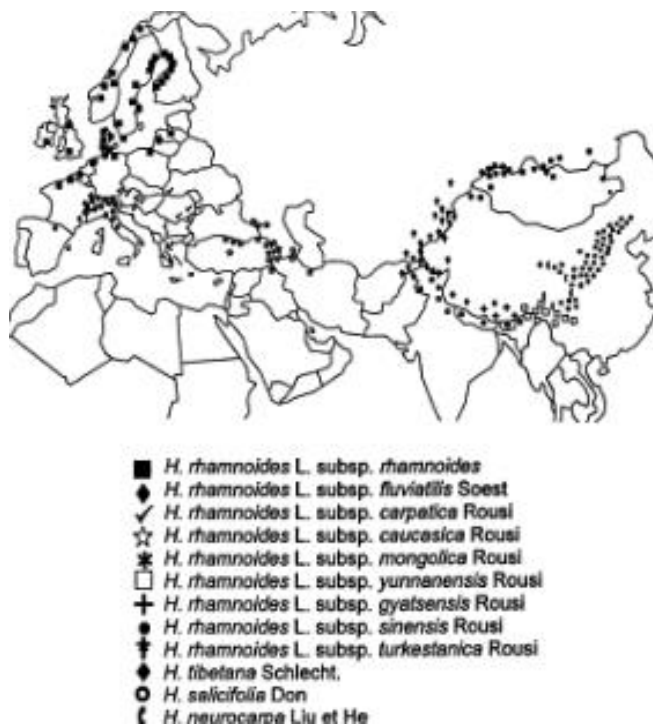 H. rhamnoides L. subsp. rhamnoides
H. rhamnoides L. subsp. fluviatilis Soest
H. rhamnoides L. subsp. carpatica Rousi
H. rhamnoides L. subsp. caucasica Rousi
H. rhamnoides L. subsp. mongolica Rousi
H. rhamnoides L. subsp. yunnanensis Rousi
H. rhamnoides L. subsp. gyatsensis Rousi
H. rhamnoides L. subsp. sinensis Rousi
H. rhamnoides L. subsp. turkestanica Rousi
H. tibetana Schlecht.
H. salicifolia Don
H. neurocarpa Liu et He